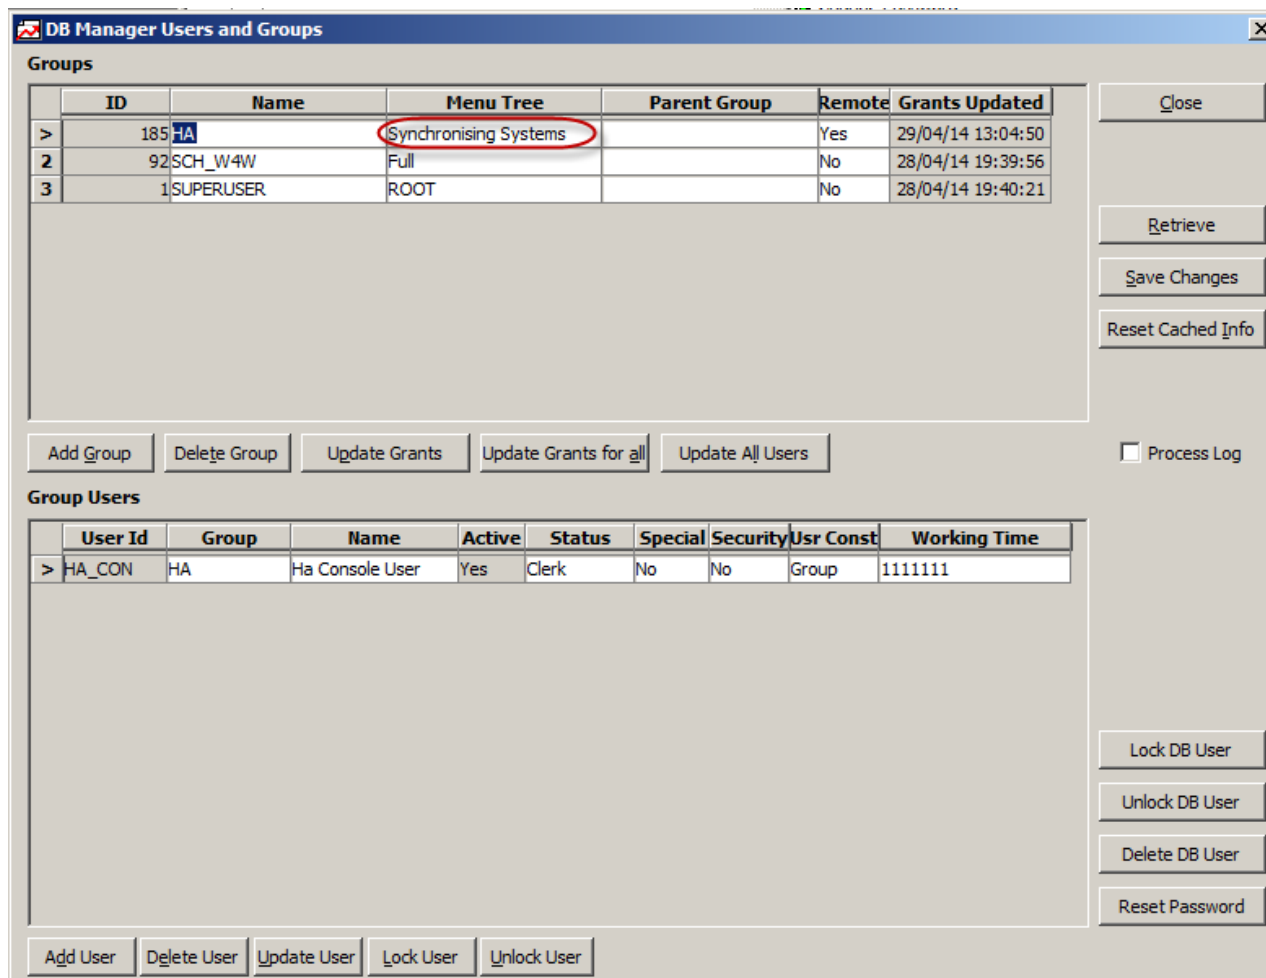 DB Manager Users and Groups
Groups
ID Name Menu Tree Parent Group Remote Grants Updated
> 185 HA Synchronising Systems Yes 29/04/14 13:04:50
2 92 SCH_W4W Full No 28/04/14 19:39:56
3 1 SUPERUSER ROOT No 28/04/14 19:40:21
Close
Retrieve
Save Changes
Reset Cached Info
Add Group Delete Group Update Grants Update Grants for all Update All Users Process Log
Group Users
User Id Group Name Active Status Special Security Usr Const Working Time
> HA_CON HA Ha Console User Yes Clerk No No Group 1111111
Lock DB User
Unlock DB User
Delete DB User
Reset Password
Add User Delete User Update User Lock User Unlock User